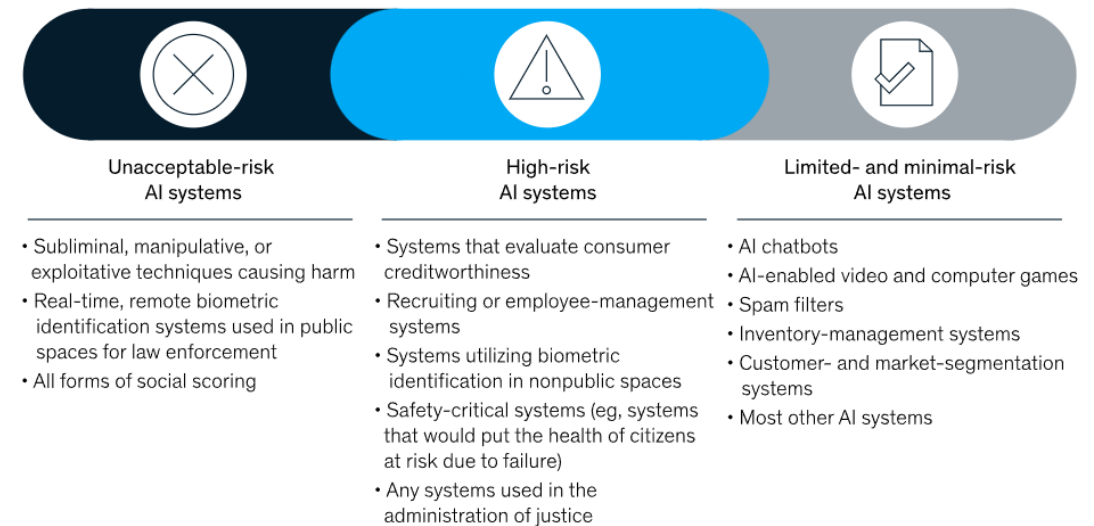 Unacceptable-risk
AI systems
• Subliminal, manipulative, or
exploitative techniques causing harm
• Real-time, remote biometric
identification systems used in public
spaces for law enforcement
• All forms of social scoring
High-risk
AI systems
• Systems that evaluate consumer
creditworthiness
• Recruiting or employee-management
systems
• Systems utilizing biometric
identification in nonpublic spaces
• Safety-critical systems (eg, systems
that would put the health of citizens
at risk due to failure)
• Any systems used in the
administration of justice
Limited- and minimal-risk
AI systems
• AI chatbots
• AI-enabled video and computer games
• Spam filters
• Inventory-management systems
• Customer- and market-segmentation
systems
• Most other AI systems